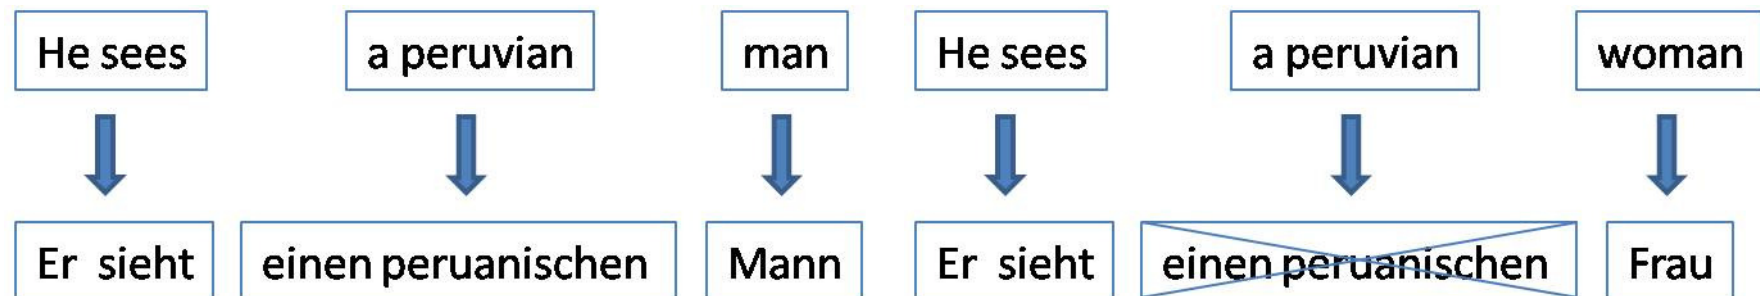 He sees a peruvian man He sees a peruvian woman
Er sieht einen peruanischen Mann Er sieht einen peruanischen Frau